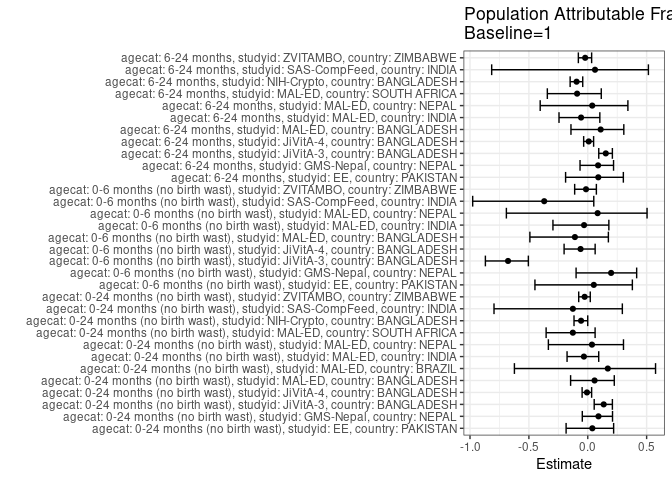 Population Attributable Fra
Baseline=1
agecat: 6-24 months, studyid: ZVITAMBO, country: ZIMBABWE
agecat: 6-24 months, studyid: SAS-CompFeed, country: INDIA
agecat: 6-24 months, studyid: NIH-Crypto, country: BANGLADESH
agecat: 6-24 months, studyid: MAL-ED, country: SOUTH AFRICA
agecat: 6-24 months, studyid: MAL-ED, country: NEPAL
agecat: 6-24 months, studyid: MAL-ED, country: INDIA
agecat: 6-24 months, studyid: MAL-ED, country: BANGLADESH
agecat: 6-24 months, studyid: JiVitA-4, country: BANGLADESH
agecat: 6-24 months, studyid: JiVitA-3, country: BANGLADESH
agecat: 6-24 months, studyid: GMS-Nepal, country: NEPAL
agecat: 6-24 months, studyid: EE, country: PAKISTAN
agecat: 0-6 months (no birth wast), studyid: ZVITAMBO, country: ZIMBABWE
agecat: 0-6 months (no birth wast), studyid: SAS-CompFeed, country: INDIA
agecat: 0-6 months (no birth wast), studyid: MAL-ED, country: NEPAL
agecat: 0-6 months (no birth wast), studyid: MAL-ED, country: INDIA
agecat: 0-6 months (no birth wast), studyid: MAL-ED, country: BANGLADESH
agecat: 0-6 months (no birth wast), studyid: JiVitA-4, country: BANGLADESH
agecat: 0-6 months (no birth wast), studyid: JiVitA-3, country: BANGLADESH
agecat: 0-6 months (no birth wast), studyid: GMS-Nepal, country: NEPAL
agecat: 0-6 months (no birth wast), studyid: EE, country: PAKISTAN
agecat: 0-24 months (no birth wast), studyid: ZVITAMBO, country: ZIMBABWE
agecat: 0-24 months (no birth wast), studyid: SAS-CompFeed, country: INDIA
agecat: 0-24 months (no birth wast), studyid: NIH-Crypto, country: BANGLADESH
agecat: 0-24 months (no birth wast), studyid: MAL-ED, country: SOUTH AFRICA
agecat: 0-24 months (no birth wast), studyid: MAL-ED, country: NEPAL
agecat: 0-24 months (no birth wast), studyid: MAL-ED, country: INDIA
agecat: 0-24 months (no birth wast), studyid: MAL-ED, country: BRAZIL
agecat: 0-24 months (no birth wast), studyid: MAL-ED, country: BANGLADESH
agecat: 0-24 months (no birth wast), studyid: JiVitA-4, country: BANGLADESH
agecat: 0-24 months (no birth wast), studyid: JiVitA-3, country: BANGLADESH
agecat: 0-24 months (no birth wast), studyid: GMS-Nepal, country: NEPAL
agecat: 0-24 months (no birth wast), studyid: EE, country: PAKISTAN
-1.0 -0.5 0.0 0.5
Estimate